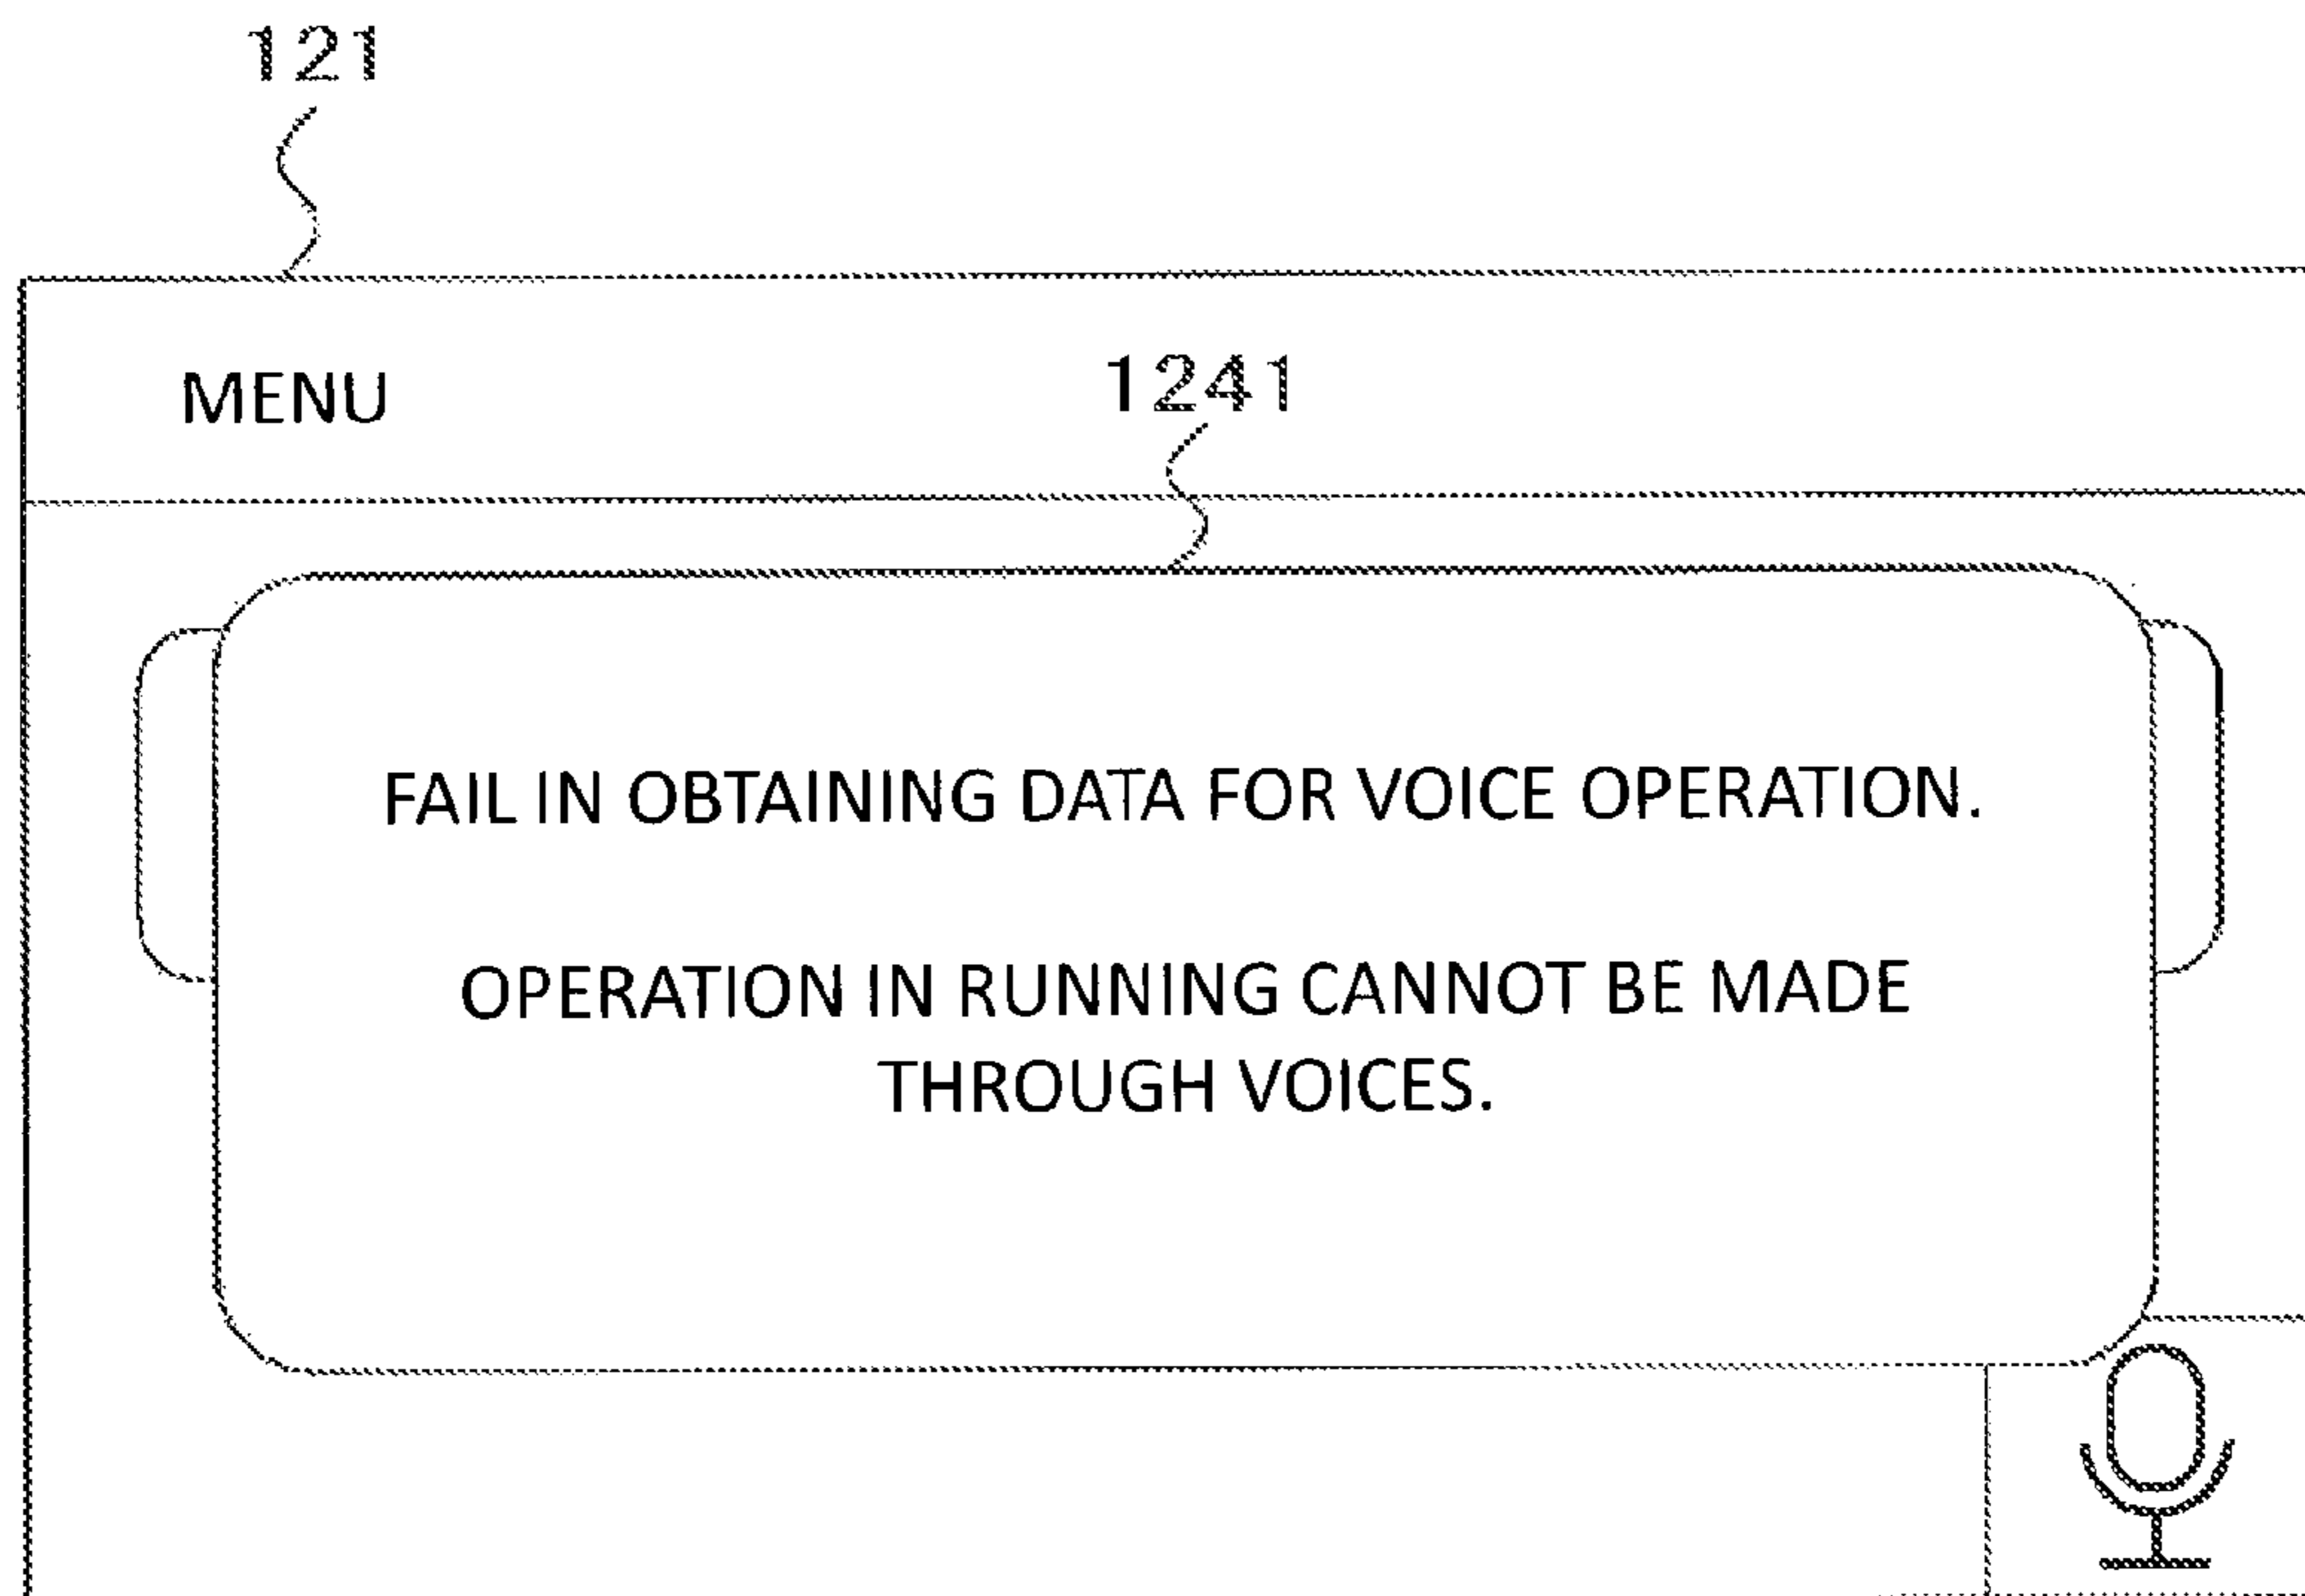 121
MENU
1241
FAIL IN OBTAINING DATA FOR VOICE OPERATION.
OPERATION IN RUNNING CANNOT BE MADE
THROUGH VOICES.